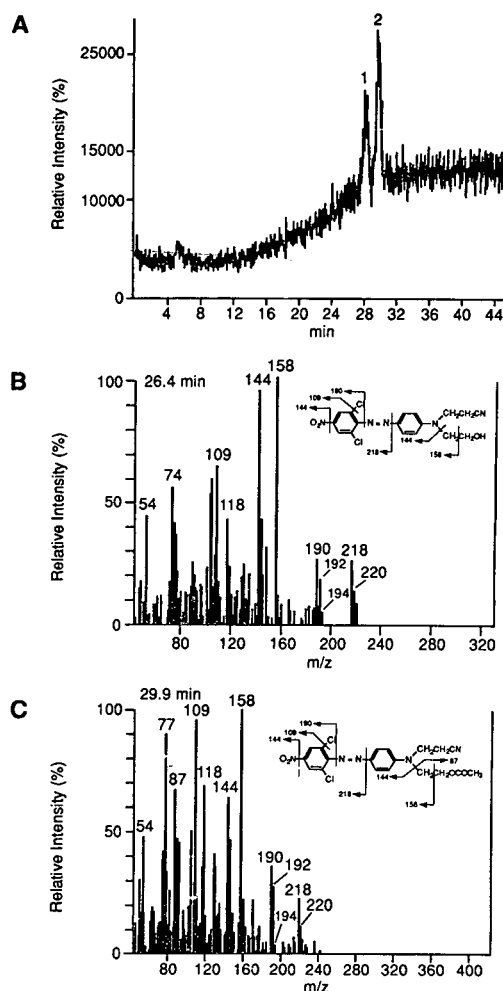 A
Relative Intensity (%)
25000
15000
10000
0
1
2
4 8 12 16 20 24 28 32 36 40 44
min
B
26.4 min
Relative Intensity (%)
100
50
0
54
74
109
118
144
158
190
192
194
218
220
80 120 160 200 240 280 320
m/z
190
109
144
Cl
O₂N
N=N
N
CH₂CH₂CN
CH₂CH₂OH
Cl
218
144
158
C
29.9 min
Relative Intensity (%)
100
50
0
54
77
87
109
118
144
158
190
192
194
218
220
80 120 160 200 240 280 320 360 400
m/z
190
109
144
Cl
NO₂
N=N
N
CH₂CH₂CN
CH₂CH₂OCOCH₃
Cl
218
144
87